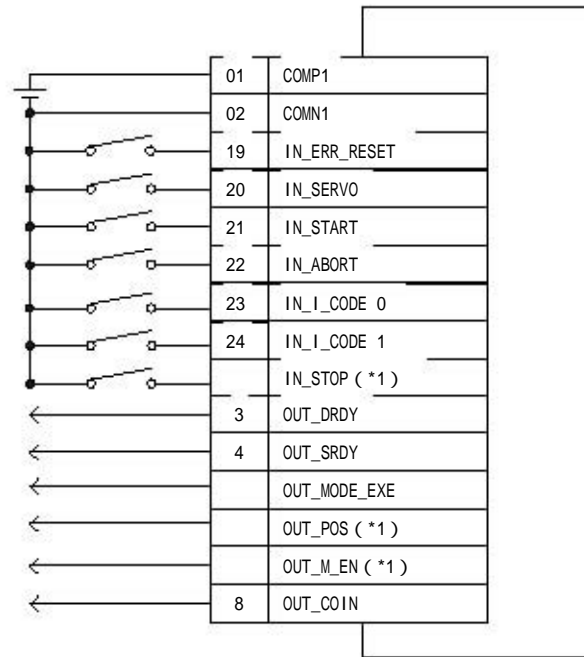 01 COMP1
02 COMN1
19 IN_ERR_RESET
20 IN_SERVO
21 IN_START
22 IN_ABORT
23 IN_I_CODE 0
24 IN_I_CODE 1
IN_STOP (*1)
3 OUT_DRDY
4 OUT_SRDY
OUT_MODE_EXE
OUT_POS (*1)
OUT_M_EN (*1)
8 OUT_COIN